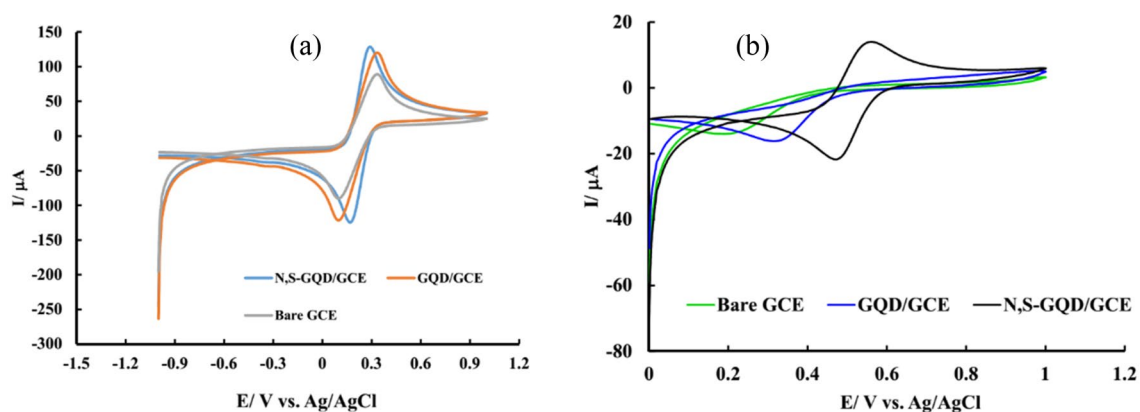 (a)
I/ µA
150
100
50
0
-50
-100
-150
-200
-250
-300
-1.5 -1.2 -0.9 -0.6 -0.3 0 0.3 0.6 0.9 1.2
E/ V vs. Ag/AgCl
N,S-GQD/GCE GQD/GCE
Bare GCE
(b)
I/ µA
20
0
-20
-40
-60
-80
0 0.2 0.4 0.6 0.8 1 1.2
E/ V vs. Ag/AgCl
Bare GCE GQD/GCE N,S-GQD/GCE